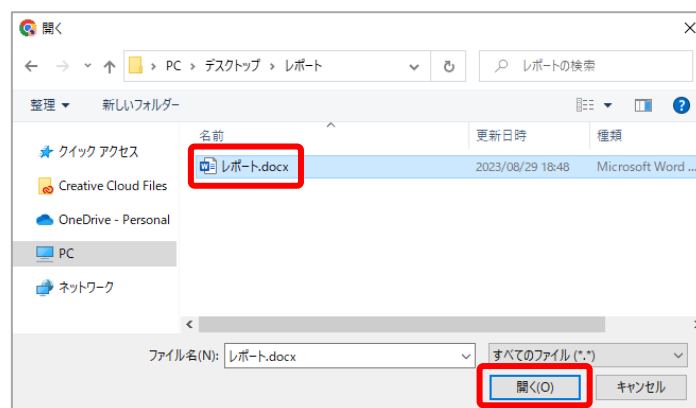 開く
PC › デスクトップ › レポート
レポートの検索
整理 ▼ 新しいフォルダー
名前 更新日時 種類
レポート.docx 2023/08/29 18:48 Microsoft Word ...
クイック アクセス
Creative Cloud Files
OneDrive - Personal
PC
ネットワーク
ファイル名(N): レポート.docx すべてのファイル (*.*)
開く(O) キャンセル